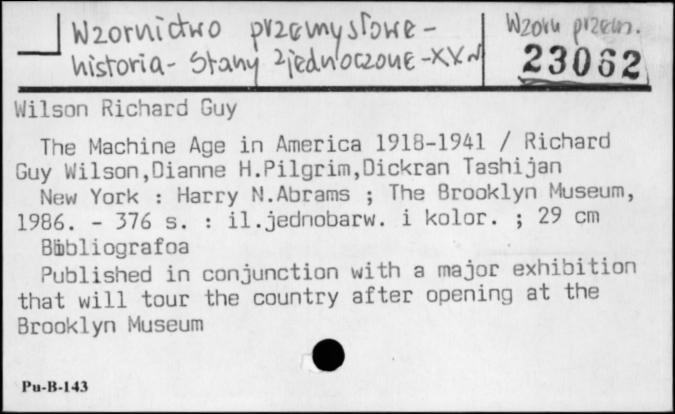 Wzornictwo przemysłowe -
historia - Stany Zjednoczone - XX w
Wzorn przem.
23062
Wilson Richard Guy
The Machine Age in America 1918-1941 / Richard
Guy Wilson,Dianne H.Pilgrim,Dickran Tashijan
New York : Harry N.Abrams ; The Brooklyn Museum,
1986. - 376 s. : il.jednobarw. i kolor. ; 29 cm
Bibliografoa
Published in conjunction with a major exhibition
that will tour the country after opening at the
Brooklyn Museum
Pu-B-143